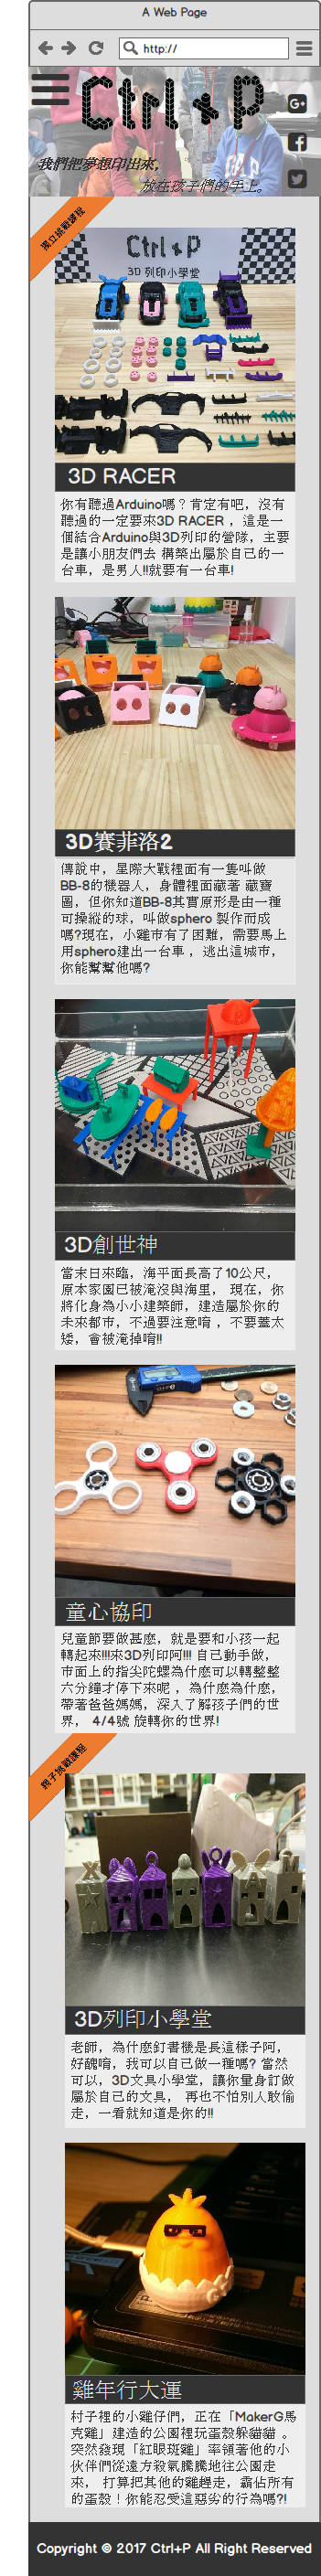 A Web Page
http://
Ctrl+P
我們把夢想印出來,
放在孩子們的手上。
獨立挑戰課程
Ctrl+P
3D 列印小學堂
3D RACER
你有聽過Arduino嗎？肯定有吧，沒有
聽過的一定要來3D RACER ，這是一
個結合Arduino與3D列印的營隊，主要
是讓小朋友們去 構築出屬於自己的一
台車，是男人!!就要有一台車!
3D賽菲洛2
傳說中，星際大戰裡面有一隻叫做
BB-8的機器人，身體裡面藏著 藏寶
圖，但你知道BB-8其實原形是由一種
可操縱的球，叫做sphero 製作而成
嗎?現在，小雞市有了困難，需要馬上
用sphero建出一台車 ，逃出這城市，
你能幫幫他嗎?
3D創世神
當末日來臨，海平面長高了10公尺，
原本家園已被淹沒與海里， 現在，你
將化身為小小建築師，建造屬於你的
未來都市，不過要注意唷 ，不要蓋太
矮，會被淹掉唷!!
童心協印
兒童節要做甚麼，就是要和小孩一起
轉起來!!!來3D列印阿!!! 自己動手做，
市面上的指尖陀螺為什麼可以轉整整
六分鐘才停下來呢 ，為什麼為什麼，
帶著爸爸媽媽，深入了解孩子們的世
界， 4/4號 旋轉你的世界!
親子挑戰課程
3D列印小學堂
老師，為什麼釘書機是長這樣子阿，
好醜唷，我可以自己做一種嗎? 當然
可以，3D文具小學堂，讓你量身訂做
屬於自己的文具， 再也不怕別人敢偷
走，一看就知道是你的!!
雞年行大運
村子裡的小雞仔們，正在「MakerG馬
克雞」建造的公園裡玩蛋殼躲貓貓 。
突然發現「紅眼斑雞」率領著他的小
伙伴們從遠方殺氣騰騰地往公園走
來， 打算把其他的雞趕走，霸佔所有
的蛋殼！你能忍受這惡劣的行為嗎?!
Copyright © 2017 Ctrl+P All Right Reserved